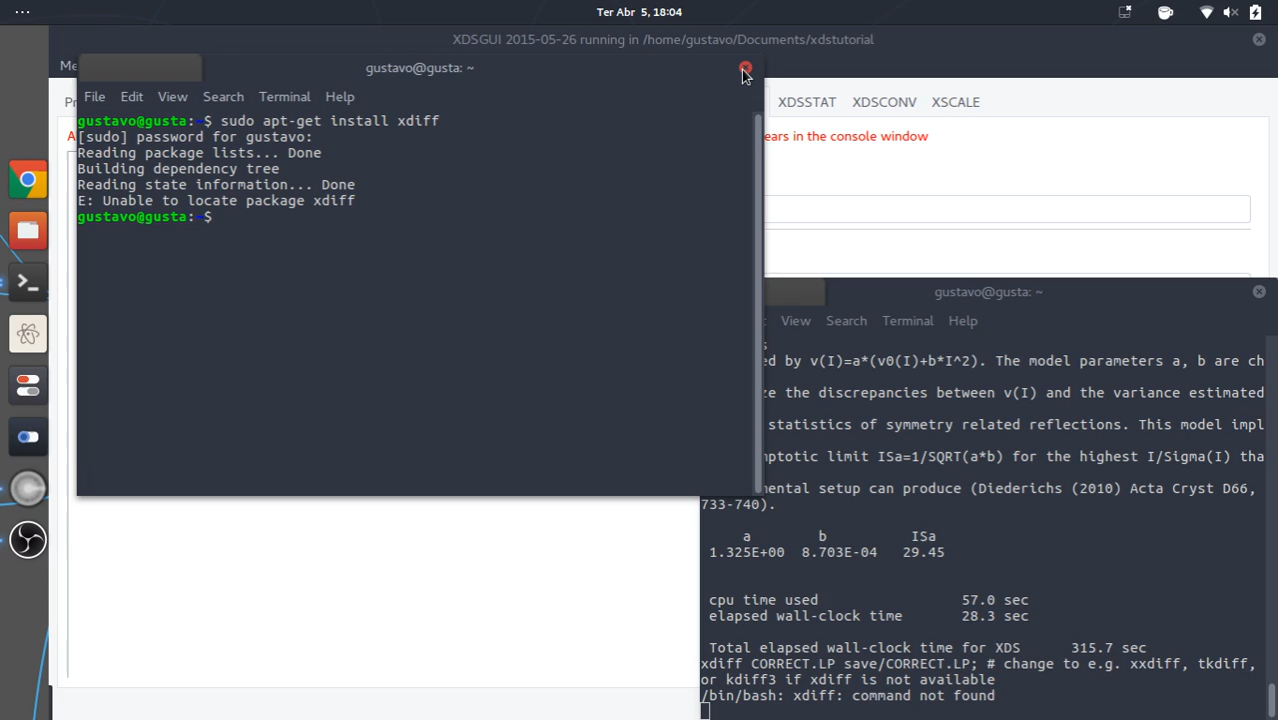 Ter Abr 5, 18:04
XDSGUI 2015-05-26 running in /home/gustavo/Documents/xdstutorial
gustavo@gusta: ~
File Edit View Search Terminal Help
XDSSTAT XDSCONV XSCALE
gustavo@gusta:~$ sudo apt-get install xdiff
[sudo] password for gustavo:
ears in the console window
Reading package lists... Done
Building dependency tree
Reading state information... Done
E: Unable to locate package xdiff
gustavo@gusta:~$
gustavo@gusta: ~
View Search Terminal Help
ed by v(I)=a*(v0(I)+b*I^2). The model parameters a, b are ch
ze the discrepancies between v(I) and the variance estimated
statistics of symmetry related reflections. This model impl
mptotic limit ISa=1/SQRT(a*b) for the highest I/Sigma(I) tha
mental setup can produce (Diederichs (2010) Acta Cryst D66,
733-740).
a b ISa
1.325E+00 8.703E-04 29.45
cpu time used 57.0 sec
elapsed wall-clock time 28.3 sec
Total elapsed wall-clock time for XDS 315.7 sec
xdiff CORRECT.LP save/CORRECT.LP; # change to e.g. xxdiff, tkdiff,
or kdiff3 if xdiff is not available
/bin/bash: xdiff: command not found